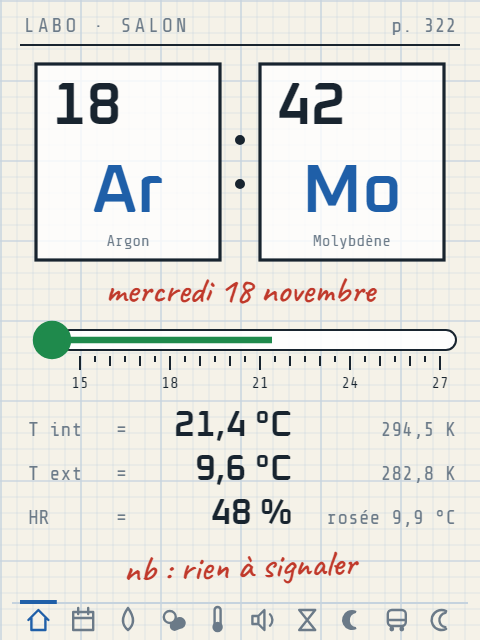 LABO · SALON p. 322
18 : 42
Ar Mo
Argon Molybdène
mercredi 18 novembre
15 18 21 24 27
T int = 21,4 °C 294,5 K
T ext = 9,6 °C 282,8 K
HR = 48 % rosée 9,9 °C
nb : rien à signaler